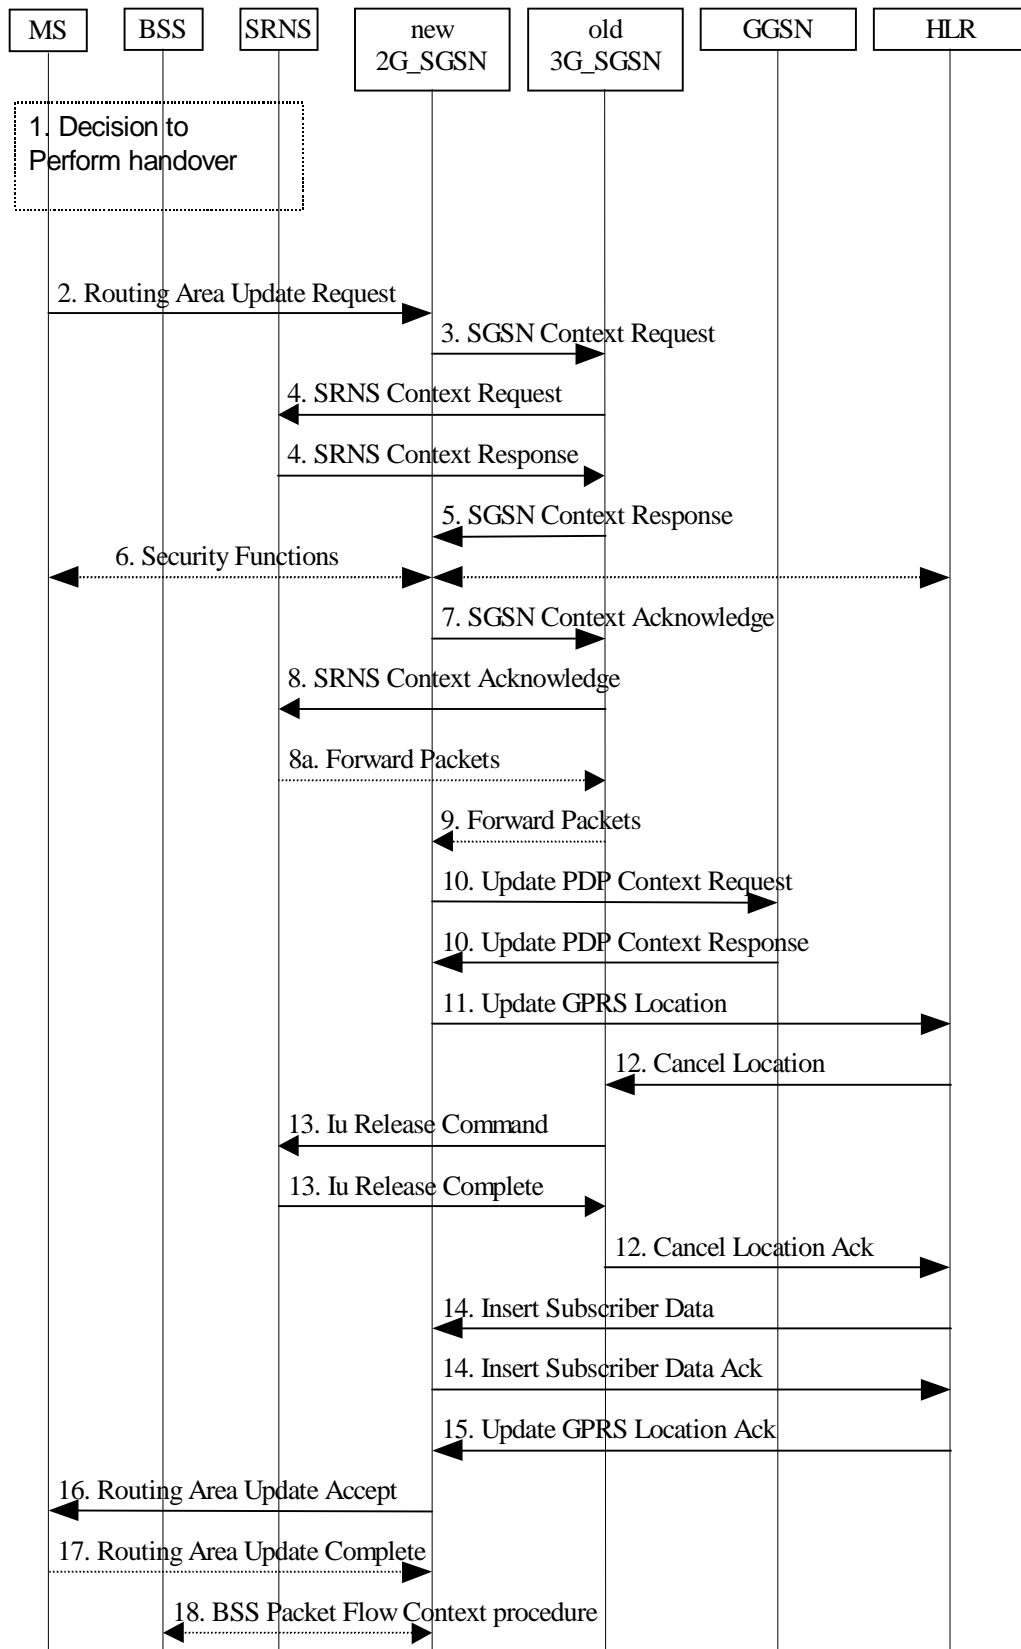 MS
BSS
SRNS
new
2G_SGSN
old
3G_SGSN
GGSN
HLR
1. Decision to
Perform handover
2. Routing Area Update Request
3. SGSN Context Request
4. SRNS Context Request
4. SRNS Context Response
5. SGSN Context Response
6. Security Functions
7. SGSN Context Acknowledge
8. SRNS Context Acknowledge
8a. Forward Packets
9. Forward Packets
10. Update PDP Context Request
10. Update PDP Context Response
11. Update GPRS Location
12. Cancel Location
13. Iu Release Command
13. Iu Release Complete
12. Cancel Location Ack
14. Insert Subscriber Data
14. Insert Subscriber Data Ack
15. Update GPRS Location Ack
16. Routing Area Update Accept
17. Routing Area Update Complete
18. BSS Packet Flow Context procedure